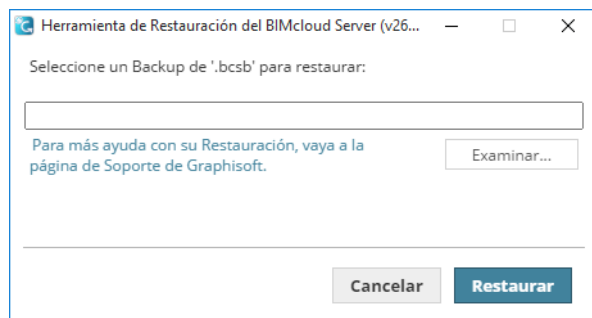 Herramienta de Restauración del BIMcloud Server (v26...
Seleccione un Backup de '.bcsb' para restaurar:
Para más ayuda con su Restauración, vaya a la
página de Soporte de Graphisoft.
Examinar...
Cancelar
Restaurar